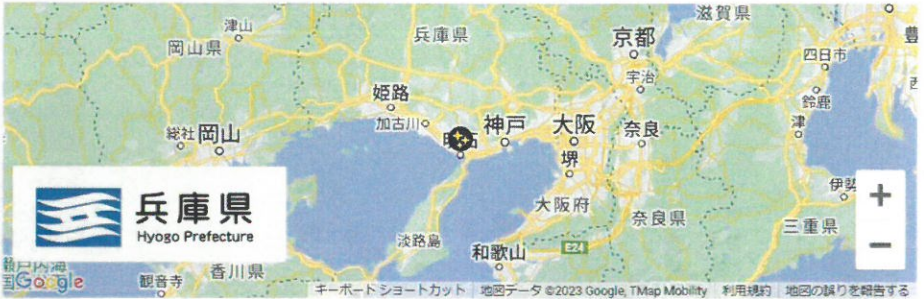 滋賀県
津山
岡山県
兵庫県
京都
四日市
宇治
姫路
鈴鹿
加古川
神戸
大阪
奈良
総社
岡山
津
堺
兵庫県
Hyogo Prefecture
大阪府
奈良県
伊勢
+
三重県
淡路島
和歌山
E24
−
香川県
Google
観音寺
キーボード ショートカット
地図データ ©2023 Google, TMap Mobility
利用規約
地図の誤りを報告する